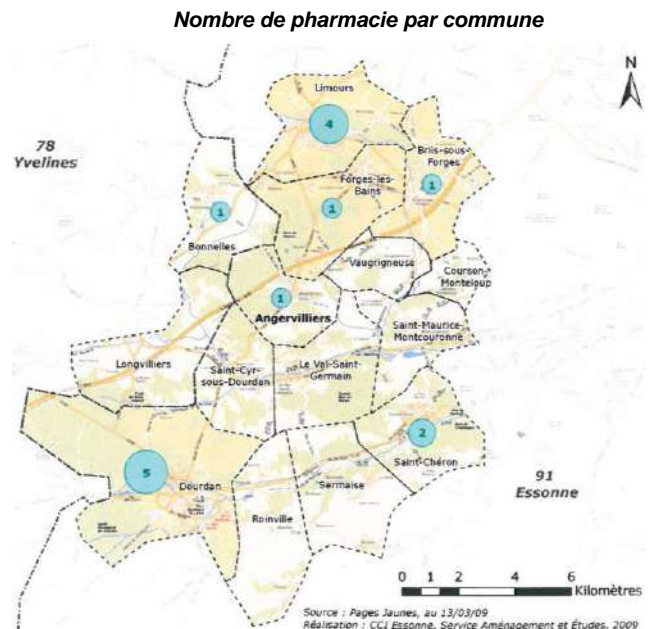 Nombre de pharmacie par commune
N
Limours
4
78
Yvelines
Briis-sous-
Forges
Forges-les-
Bains
1
1
1
Bonnelles
Vaugrigneuse
Courson-
Monteloup
1
Angervilliers
Saint-Maurice-
Montcouronne
Longvilliers
Saint-Cyr-
sous-Dourdan
Le Val-Saint-
Germain
2
Saint-Chéron
5
Dourdan
Sermaise
91
Essonne
Roinville
0 1 2 4 6
Kilomètres
Source : Pages Jaunes, au 13/03/09
Réalisation : CCI Essonne, Service Aménagement et Études, 2009